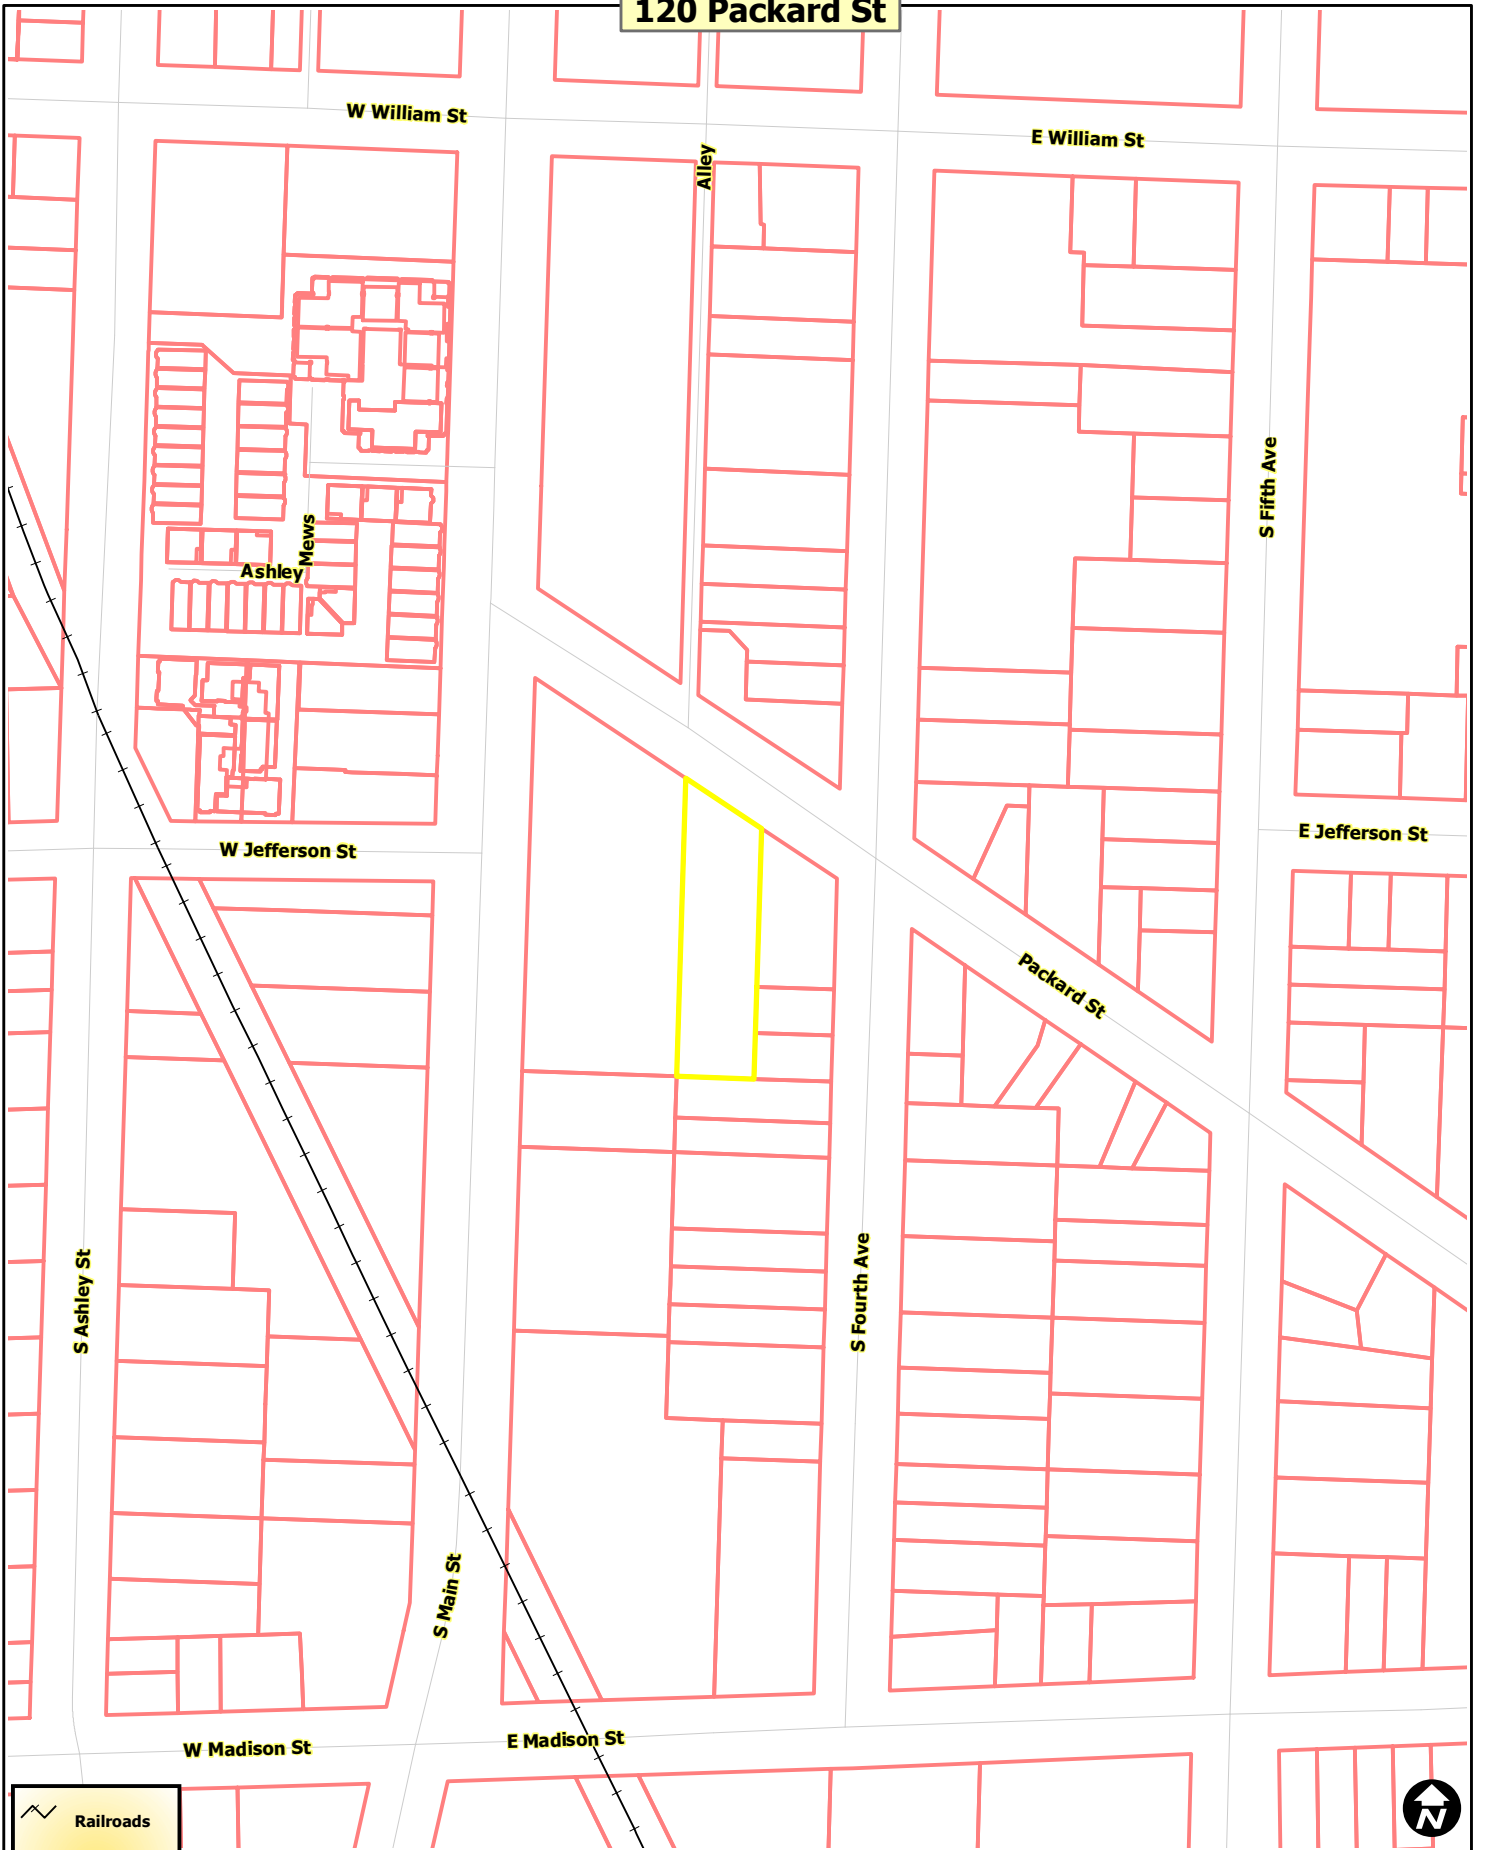 120 Packard St
W William St
E William St
Alley
S Fifth Ave
Mews
Ashley
W Jefferson St
E Jefferson St
Packard St
S Ashley St
S Fourth Ave
S Main St
E Madison St
W Madison St
Railroads
N